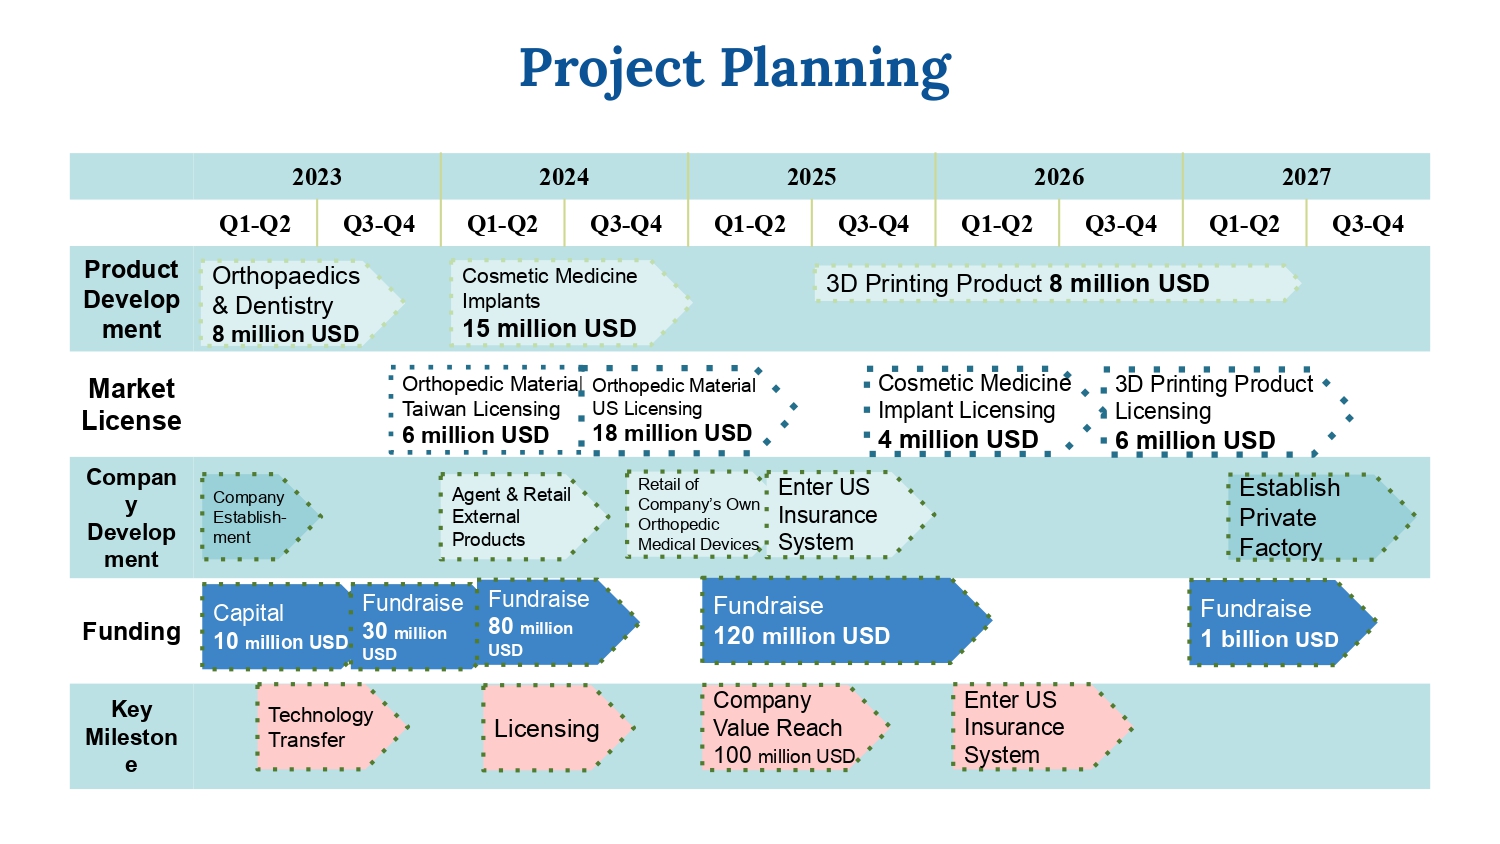 Project Planning
2023 2024 2025 2026 2027
Q1-Q2 Q3-Q4 Q1-Q2 Q3-Q4 Q1-Q2 Q3-Q4 Q1-Q2 Q3-Q4 Q1-Q2 Q3-Q4
Product
Develop
ment
Orthopaedics
& Dentistry
8 million USD
Cosmetic Medicine
Implants
15 million USD
3D Printing Product 8 million USD
Market
License
Orthopedic Material
Taiwan Licensing
6 million USD
Orthopedic Material
US Licensing
18 million USD
Cosmetic Medicine
Implant Licensing
4 million USD
3D Printing Product
Licensing
6 million USD
Compan
y
Develop
ment
Company
Establish-
ment
Agent & Retail
External
Products
Retail of
Company’s Own
Orthopedic
Medical Devices
Enter US
Insurance
System
Establish
Private
Factory
Funding
Capital
10 million USD
Fundraise
30 million
USD
Fundraise
80 million
USD
Fundraise
120 million USD
Fundraise
1 billion USD
Key
Mileston
e
Technology
Transfer
Licensing
Company
Value Reach
100 million USD
Enter US
Insurance
System